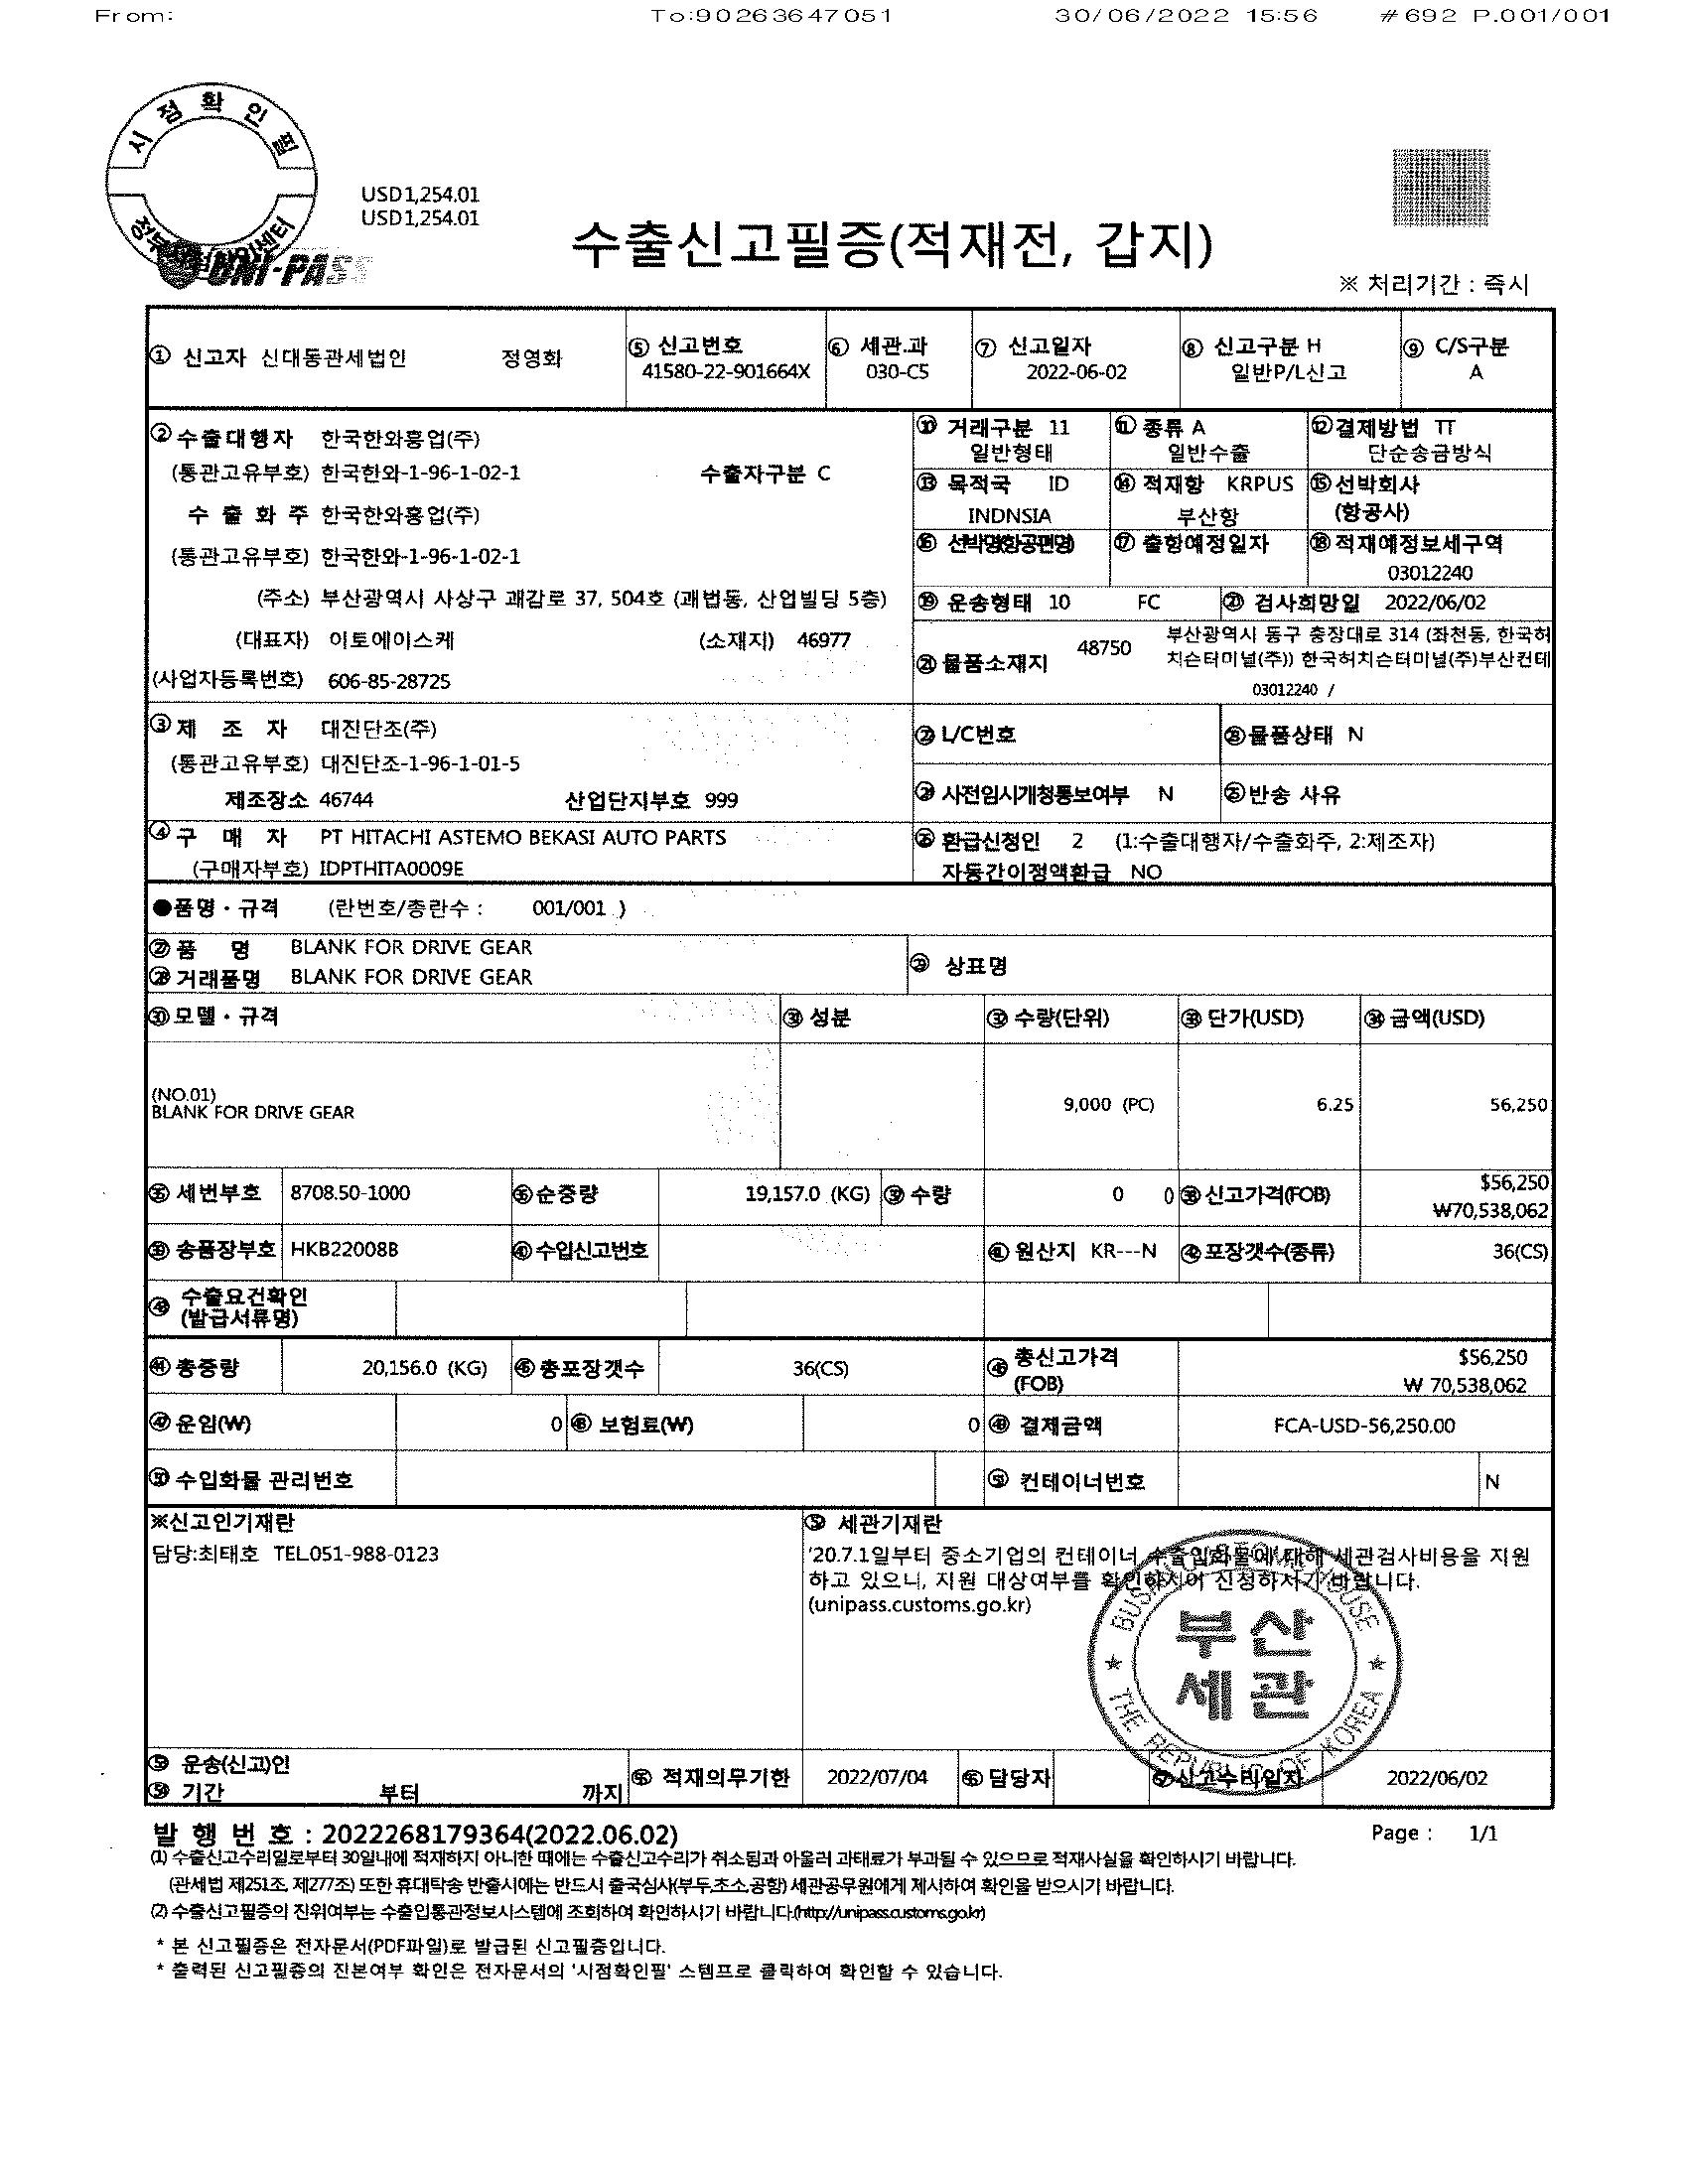 From: To:90263647051 30/06/2022 15:56 #692 P.001/001
시점확인필
USD1,254.01
USD1,254.01
UNI-PASS
수출신고필증(적재전, 갑지)
※ 처리기간 : 즉시
① 신고자 신대동관세법인 정영화
⑤ 신고번호
41580-22-901664X
⑥ 세관.과
030-C5
⑦ 신고일자
2022-06-02
⑧ 신고구분 H
일반P/L신고
⑨ C/S구분
A
② 수출대행자 한국한와흥업(주)
(통관고유부호) 한국한와-1-96-1-02-1 수출자구분 C
수 출 화 주 한국한와흥업(주)
(통관고유부호) 한국한와-1-96-1-02-1
(주소) 부산광역시 사상구 괘감로 37, 504호 (괘법동, 산업빌딩 5층)
(대표자) 이토에이스케 (소재지) 46977
(사업자등록번호) 606-85-28725
⑩ 거래구분 11
일반형태
⑪ 종류 A
일반수출
⑫ 결제방법 TT
단순송금방식
⑬ 목적국 ID
INDNSIA
⑭ 적재항 KRPUS
부산항
⑮ 선박회사
(항공사)
⑯ 선박명(항공편명)
⑰ 출항예정일자
⑱ 적재예정보세구역
03012240
⑲ 운송형태 10 FC
⑳ 검사희망일 2022/06/02
㉑ 물품소재지 48750 부산광역시 동구 충장대로 314 (좌천동, 한국허
치슨터미널(주)) 한국허치슨터미널(주)부산컨테
03012240 /
③ 제 조 자 대진단조(주)
(통관고유부호) 대진단조-1-96-1-01-5
제조장소 46744 산업단지부호 999
㉒ L/C번호
㉓ 물품상태 N
㉔ 사전임시개청통보여부 N
㉕ 반송 사유
④ 구 매 자 PT HITACHI ASTEMO BEKASI AUTO PARTS
(구매자부호) IDPTHITA0009E
㉖ 환급신청인 2 (1:수출대행자/수출화주, 2:제조자)
자동간이정액환급 NO
●품명 · 규격 (란번호/총란수 : 001/001 )
㉗ 품 명 BLANK FOR DRIVE GEAR
㉘ 거래품명 BLANK FOR DRIVE GEAR
㉙ 상표명
㉚ 모델 · 규격 ㉛ 성분 ㉜ 수량(단위) ㉝ 단가(USD) ㉞ 금액(USD)
(NO.01)
BLANK FOR DRIVE GEAR 9,000 (PC) 6.25 56,250
㉟ 세번부호 8708.50-1000 ㊱ 순중량 19,157.0 (KG) ㊲ 수량 0 0 ㊳ 신고가격(FOB) $56,250
₩70,538,062
㊴ 송품장부호 HKB22008B ㊵ 수입신고번호 ㊶ 원산지 KR---N ㊷ 포장갯수(종류) 36(CS)
㊸ 수출요건확인
(발급서류명)
㊹ 총중량 20,156.0 (KG) ㊺ 총포장갯수 36(CS) ㊻ 총신고가격
(FOB) $56,250
₩ 70,538,062
㊼ 운임(₩) 0 ㊽ 보험료(₩) 0 ㊾ 결제금액 FCA-USD-56,250.00
㊿ 수입화물 관리번호 컨테이너번호 N
※신고인기재란
담당:최태호 TEL051-988-0123
세관기재란
'20.7.1일부터 중소기업의 컨테이너 수출입화물에 대해 세관검사비용을 지원
하고 있으니, 지원 대상여부를 확인하시어 신청하시기 바랍니다.
(unipass.customs.go.kr)
BUSAN CUSTOMS HOUSE
부산
세관
THE REPUBLIC OF KOREA
운송(신고)인
기간 부터 까지
적재의무기한 2022/07/04 담당자 신고수리일자 2022/06/02
발 행 번 호 : 2022268179364(2022.06.02) Page : 1/1
(1) 수출신고수리일로부터 30일내에 적재하지 아니한 때에는 수출신고수리가 취소됨과 아울러 과태료가 부과될 수 있으므로 적재사실을 확인하시기 바랍니다.
(관세법 제251조, 제277조) 또한 휴대탁송 반출시에는 반드시 출국심사(부두,초소,공항) 세관공무원에게 제시하여 확인을 받으시기 바랍니다.
(2) 수출신고필증의 진위여부는 수출입통관정보시스템에 조회하여 확인하시기 바랍니다.(http://unipass.customs.go.kr)
* 본 신고필증은 전자문서(PDF파일)로 발급된 신고필증입니다.
* 출력된 신고필증의 진본여부 확인은 전자문서의 '시점확인필' 스탬프로 클릭하여 확인할 수 있습니다.